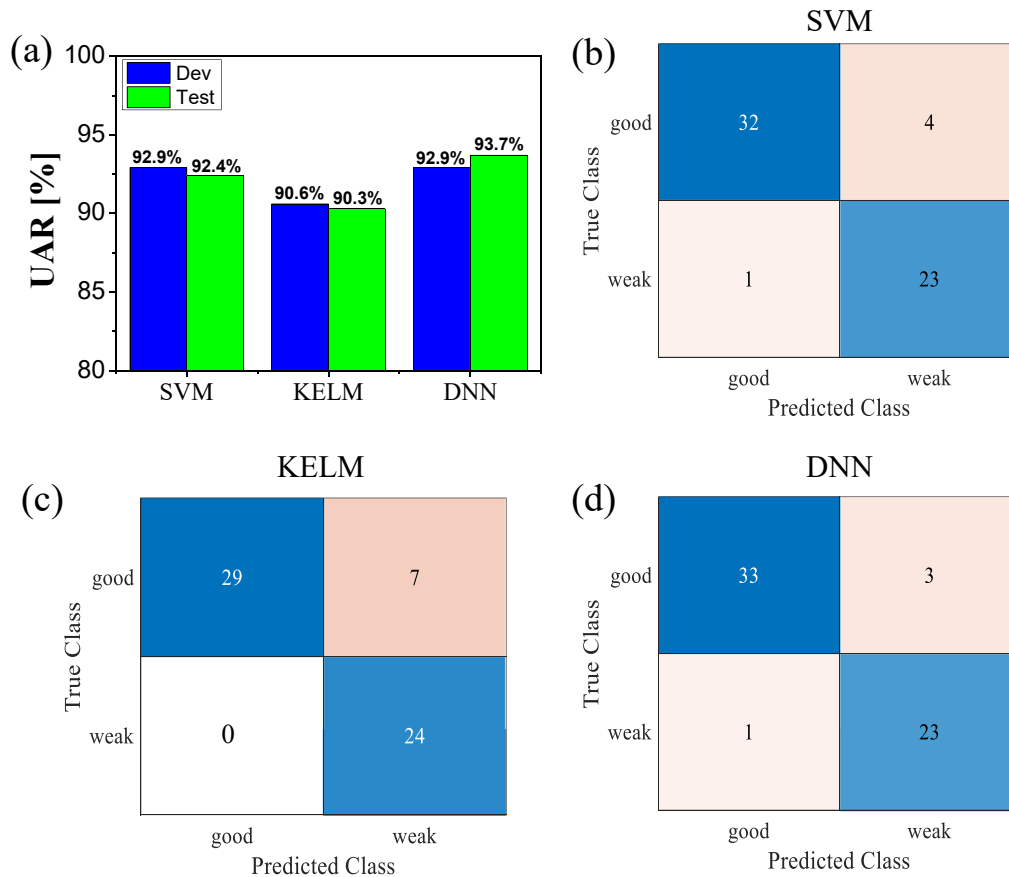 (a)
100
95
90
85
80
UAR [%]
Dev
Test
92.9%
92.4%
90.6%
90.3%
92.9%
93.7%
SVM
KELM
DNN
(b)
SVM
True Class
good
32
4
weak
1
23
good
weak
Predicted Class
(c)
KELM
True Class
good
29
7
weak
0
24
good
weak
Predicted Class
(d)
DNN
True Class
good
33
3
weak
1
23
good
weak
Predicted Class